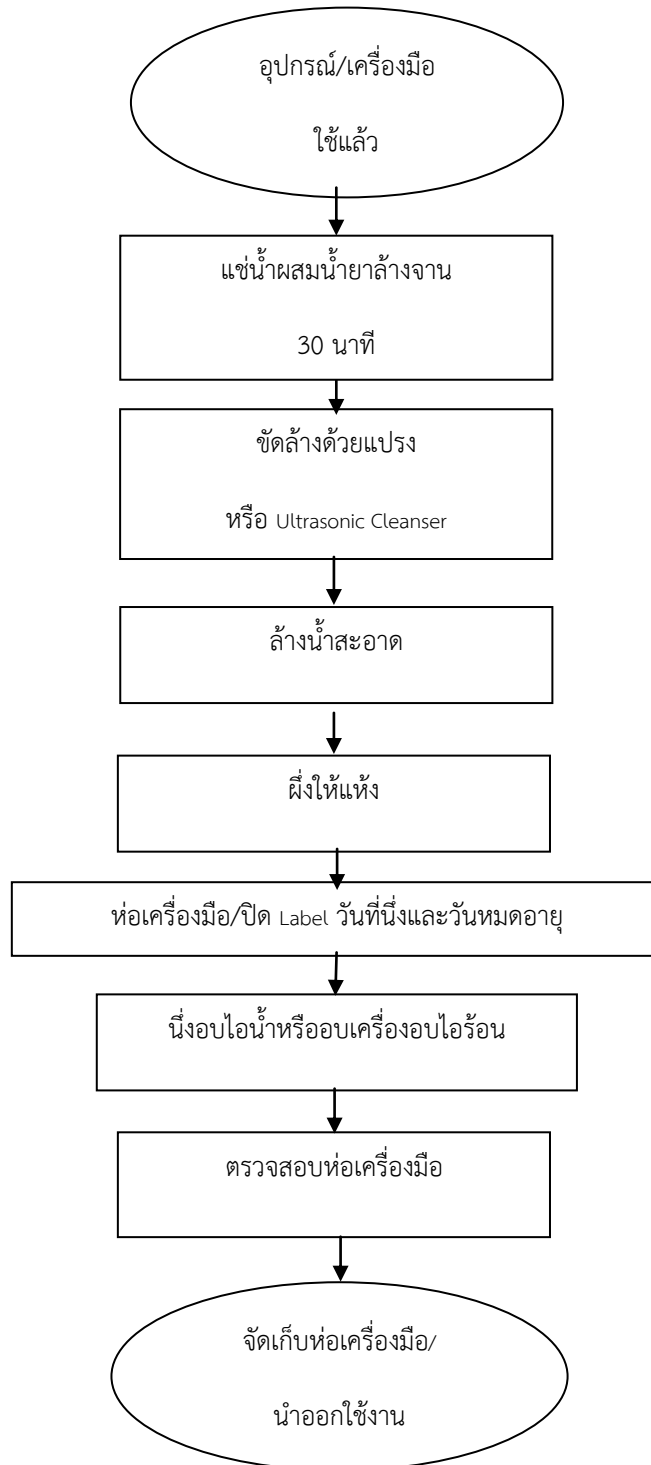 อุปกรณ์/เครื่องมือ
ใช้แล้ว
แช่น้ำผสมน้ำยาล้างจาน
30 นาที
ขัดล้างด้วยแปรง
หรือ Ultrasonic Cleanser
ล้างน้ำสะอาด
ผึ่งให้แห้ง
ห่อเครื่องมือ/ปิด Label วันที่นึ่งและวันหมดอายุ
นึ่งอบไอน้ำหรืออบเครื่องอบไอร้อน
ตรวจสอบห่อเครื่องมือ
จัดเก็บห่อเครื่องมือ/
นำออกใช้งาน